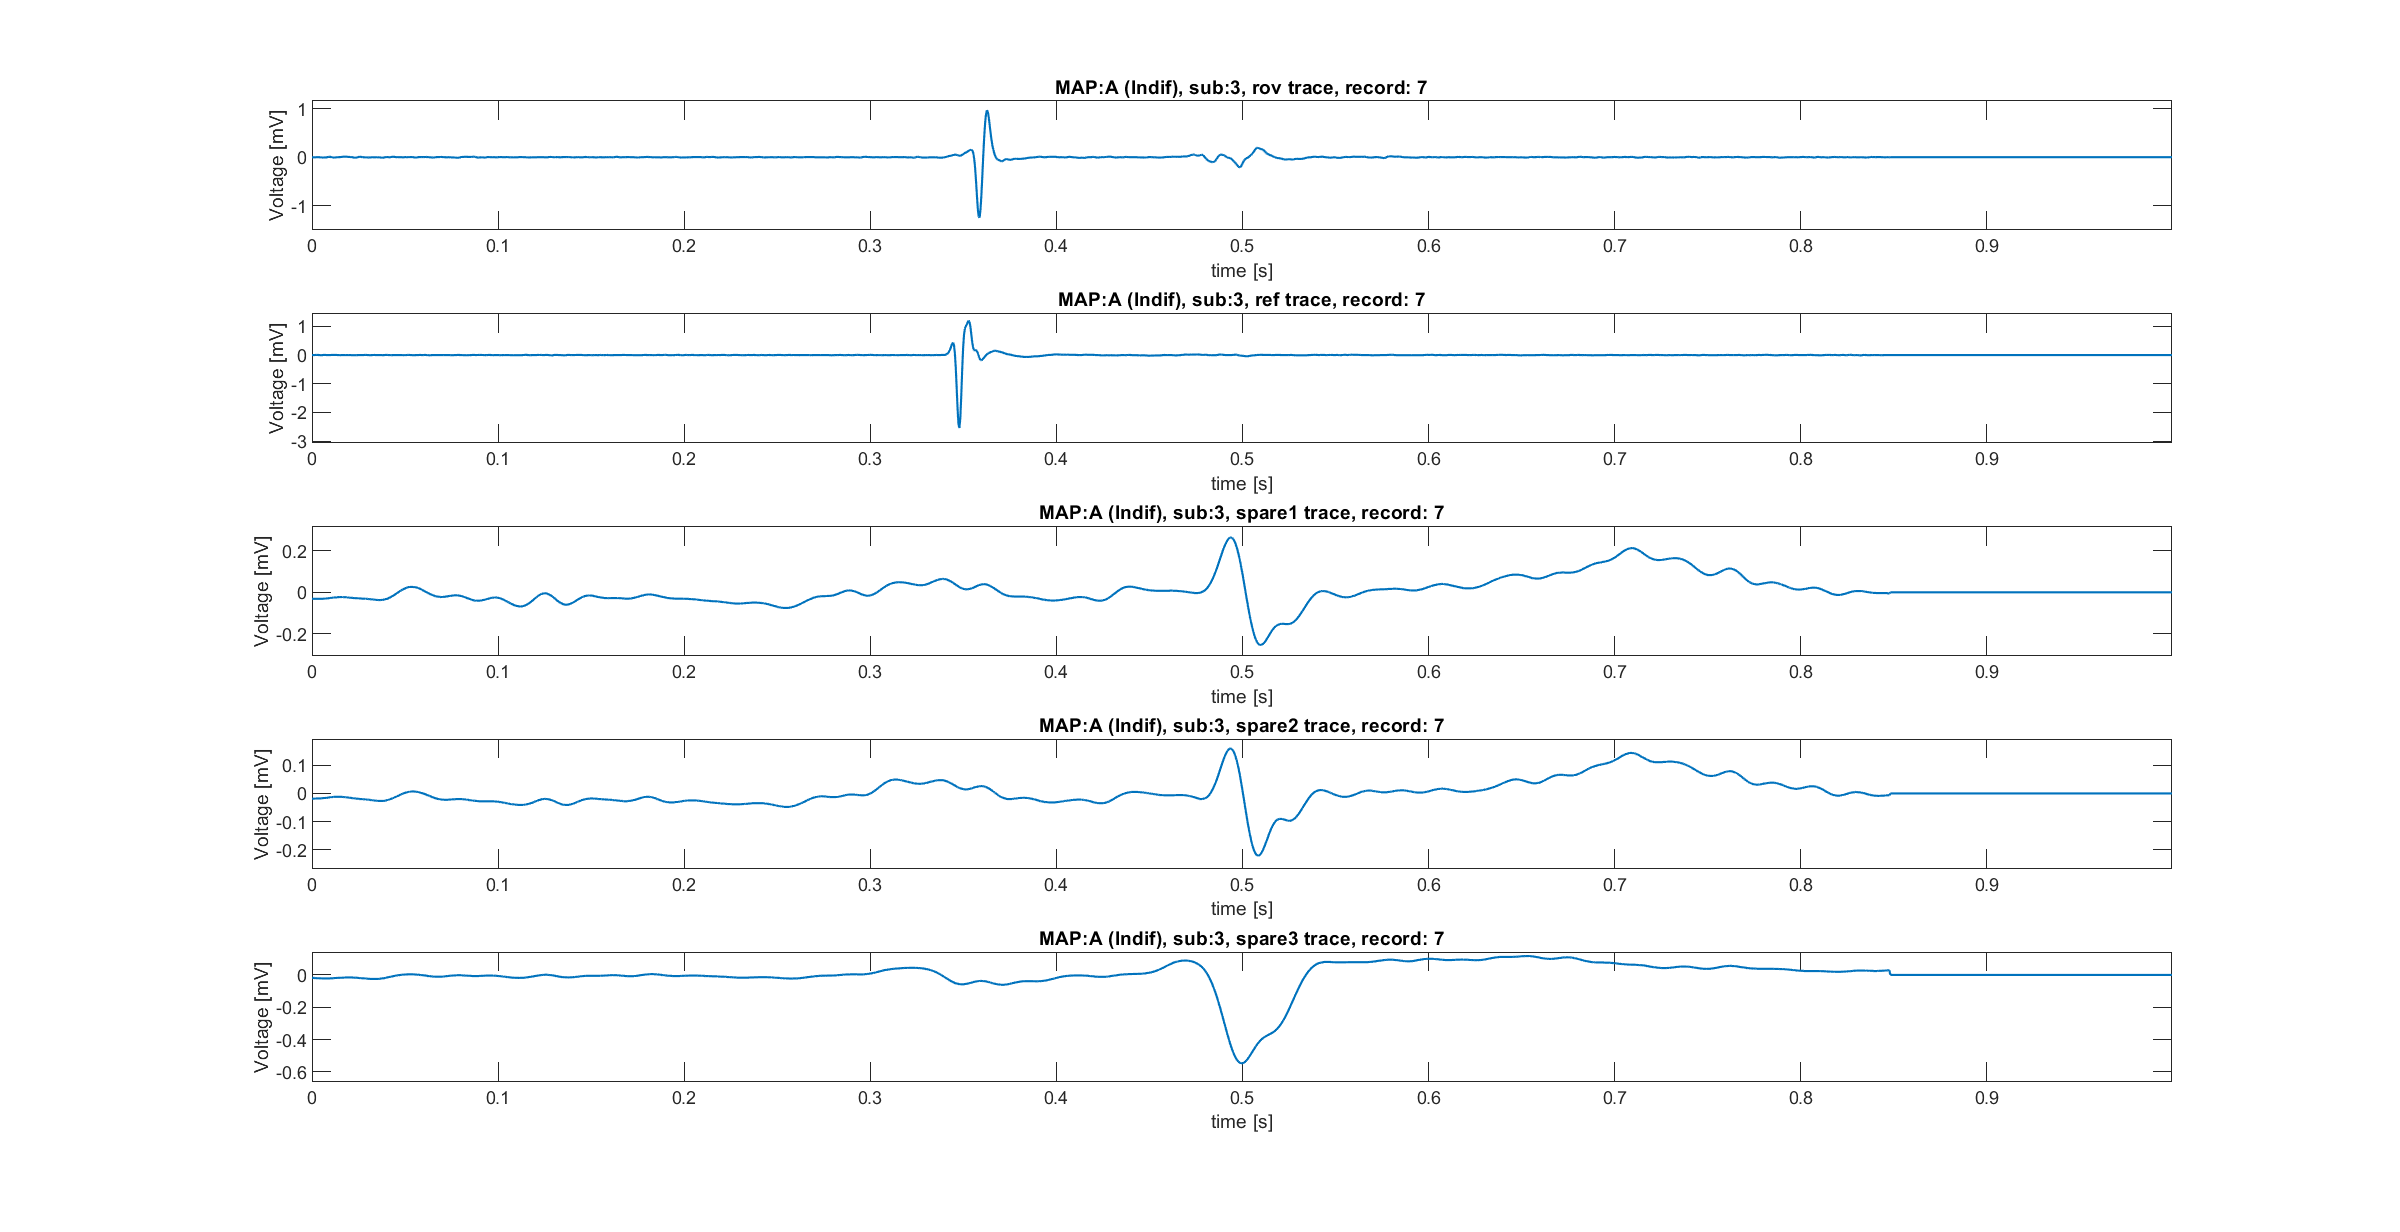 MAP:A (Indif), sub:3, rov trace, record: 7
Voltage [mV]
1
0
-1
0 0.1 0.2 0.3 0.4 0.5 0.6 0.7 0.8 0.9
time [s]
MAP:A (Indif), sub:3, ref trace, record: 7
Voltage [mV]
1
0
-1
-2
-3
0 0.1 0.2 0.3 0.4 0.5 0.6 0.7 0.8 0.9
time [s]
MAP:A (Indif), sub:3, spare1 trace, record: 7
Voltage [mV]
0.2
0
-0.2
0 0.1 0.2 0.3 0.4 0.5 0.6 0.7 0.8 0.9
time [s]
MAP:A (Indif), sub:3, spare2 trace, record: 7
Voltage [mV]
0.1
0
-0.1
-0.2
0 0.1 0.2 0.3 0.4 0.5 0.6 0.7 0.8 0.9
time [s]
MAP:A (Indif), sub:3, spare3 trace, record: 7
Voltage [mV]
0
-0.2
-0.4
-0.6
0 0.1 0.2 0.3 0.4 0.5 0.6 0.7 0.8 0.9
time [s]